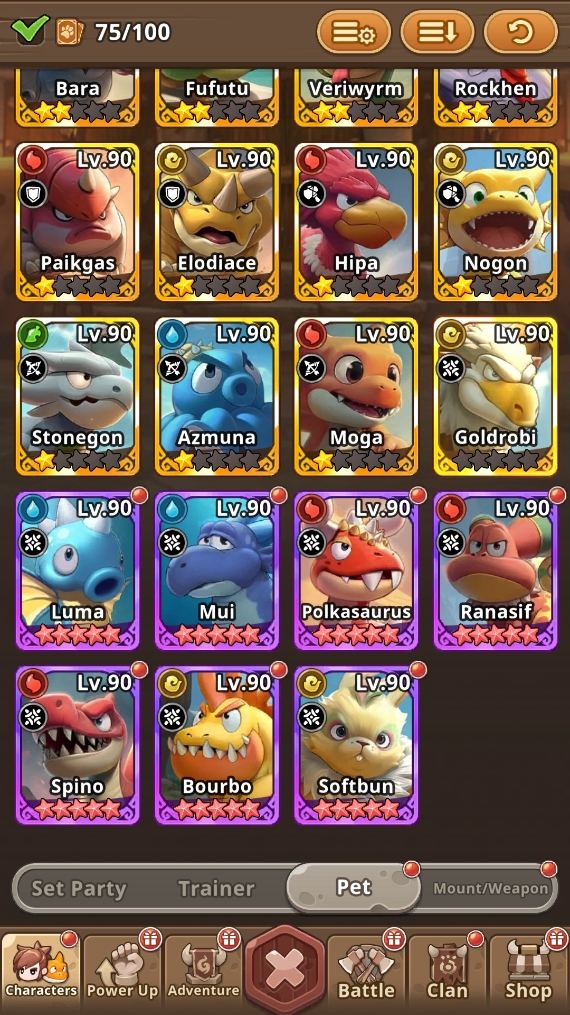 75/100
Bara
Fufutu
Veriwyrm
Rockhen
Lv.90
Lv.90
Lv.90
Lv.90
Paikgas
Elodiace
Hipa
Nogon
Lv.90
Lv.90
Lv.90
Lv.90
Stonegon
Azmuna
Moga
Goldrobi
Lv.90
Lv.90
Lv.90
Lv.90
Luma
Mui
Polkasaurus
Ranasif
Lv.90
Lv.90
Lv.90
Spino
Bourbo
Softbun
Set Party
Trainer
Pet
Mount/Weapon
Characters
Power Up
Adventure
Battle
Clan
Shop